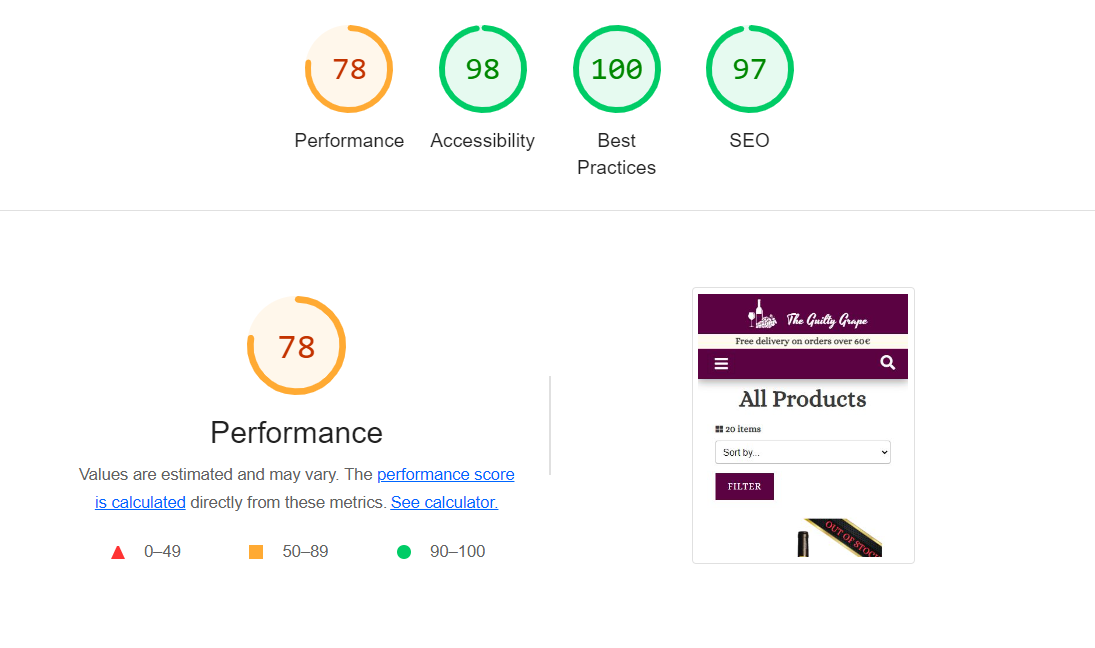 78
98
100
97
Performance
Accessibility
Best
Practices
SEO
78
Performance
Values are estimated and may vary. The performance score
is calculated directly from these metrics. See calculator.
0–49
50–89
90–100
The Guilty Grape
Free delivery on orders over 60€
All Products
20 items
Sort by...
FILTER
OUT OF STOC